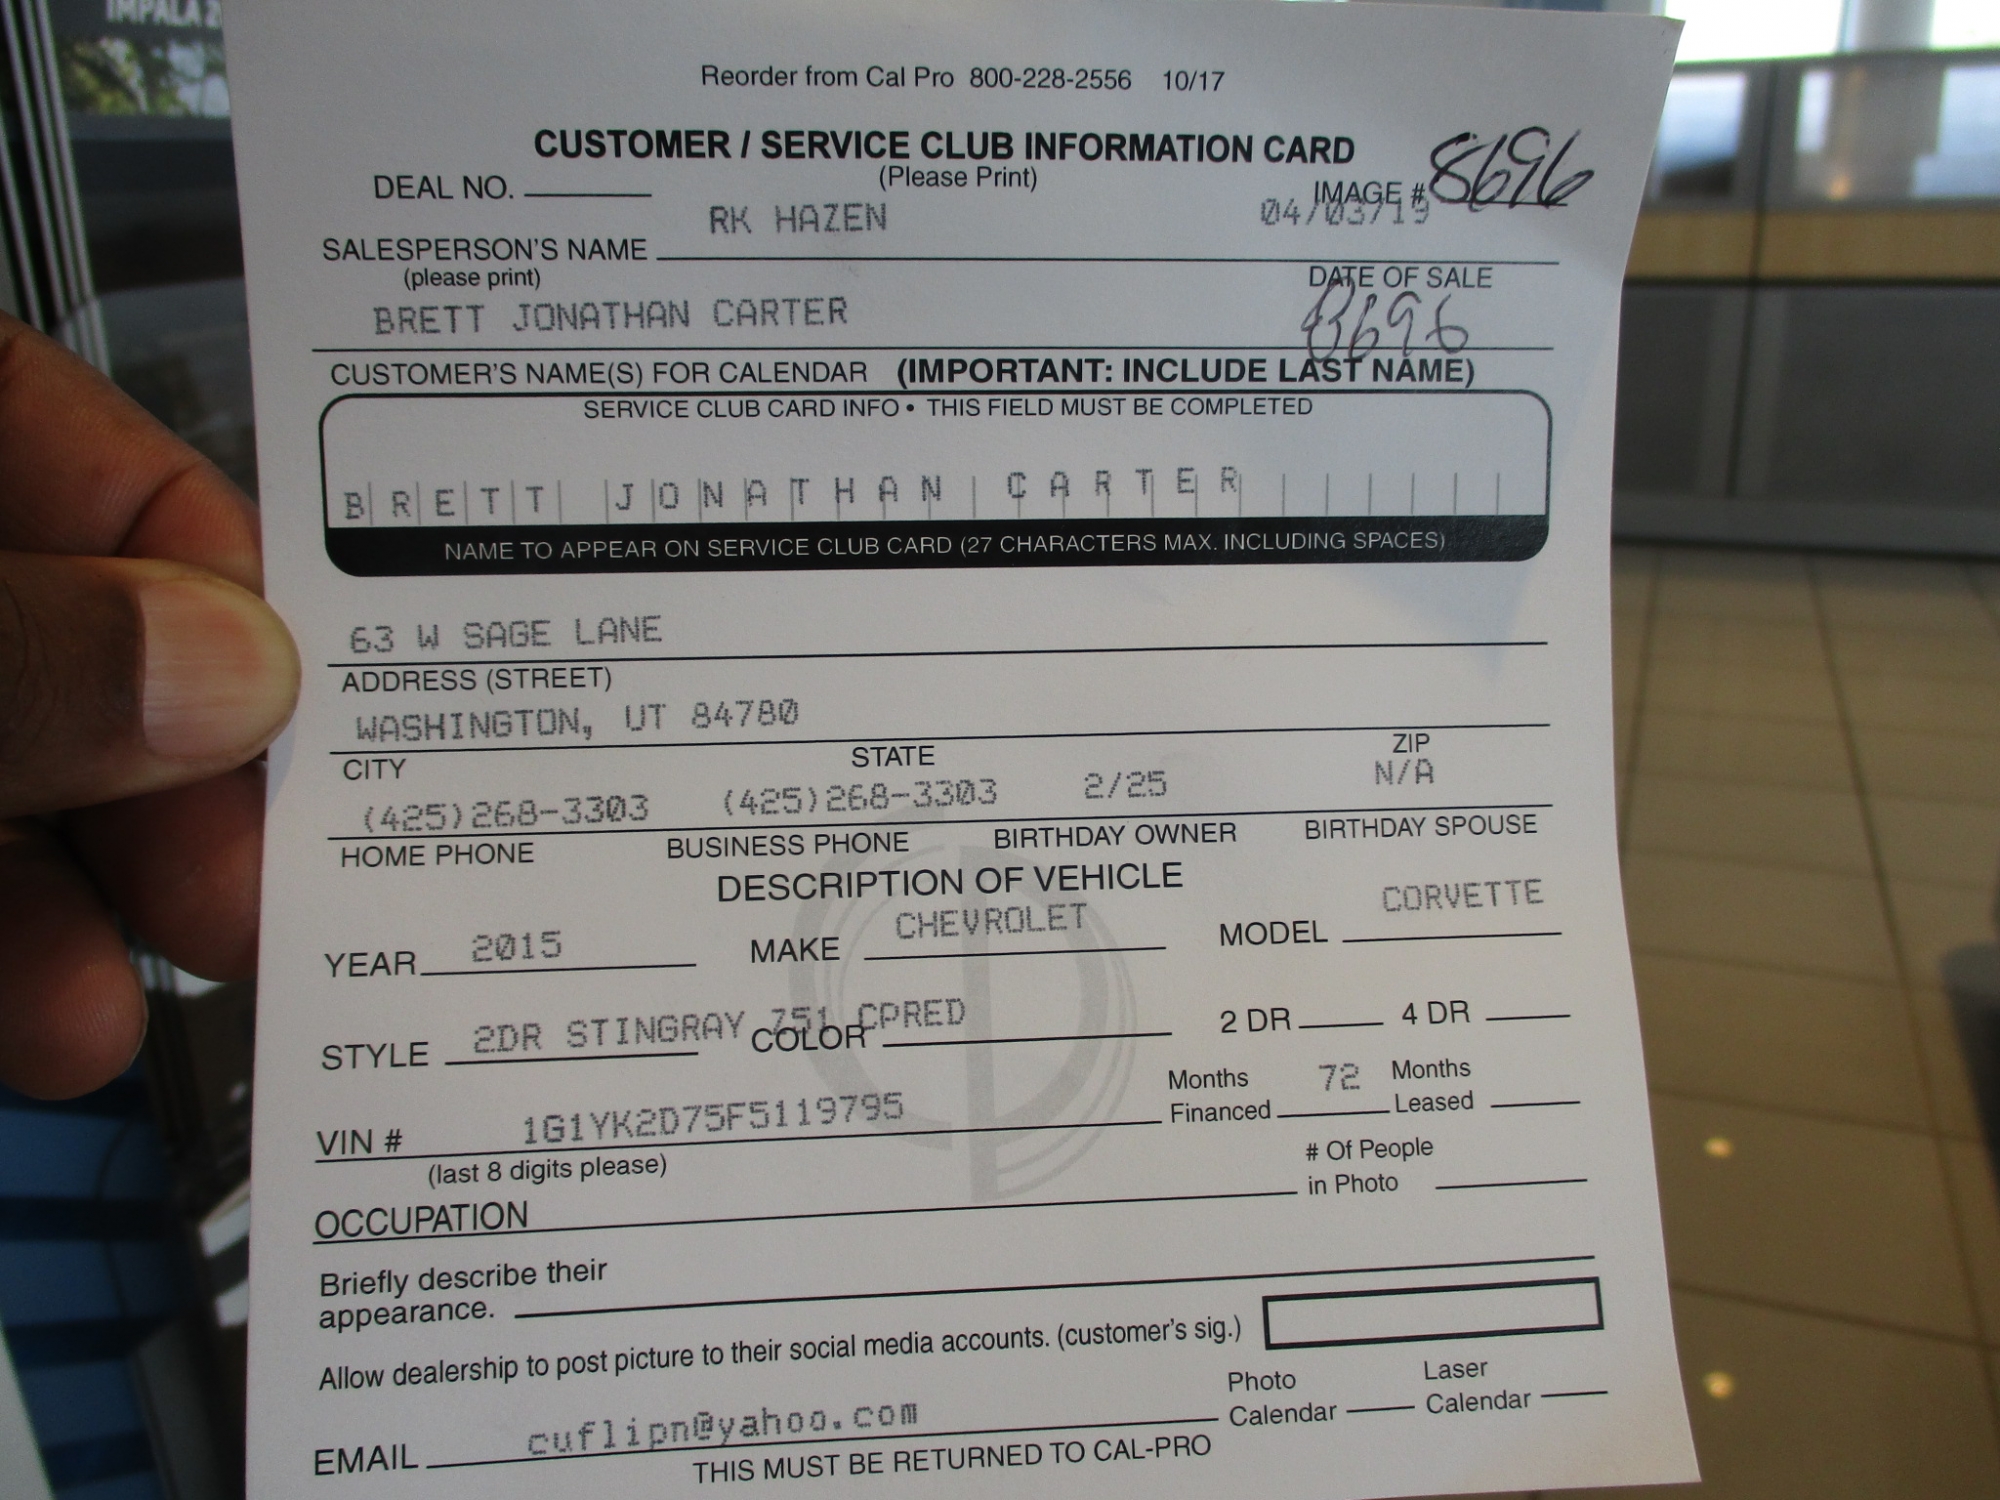 IMPALA
Reorder from Cal Pro 800-228-2556 10/17
CUSTOMER / SERVICE CLUB INFORMATION CARD
(Please Print)
DEAL NO. IMAGE # 8696
RK HAZEN 04/03/19
SALESPERSON'S NAME
(please print) DATE OF SALE
BRETT JONATHAN CARTER 8696
CUSTOMER'S NAME(S) FOR CALENDAR (IMPORTANT: INCLUDE LAST NAME)
SERVICE CLUB CARD INFO • THIS FIELD MUST BE COMPLETED
BRETT JONATHAN CARTER
NAME TO APPEAR ON SERVICE CLUB CARD (27 CHARACTERS MAX. INCLUDING SPACES)
63 W SAGE LANE
ADDRESS (STREET)
WASHINGTON, UT 84780
CITY STATE ZIP
(425)268-3303 (425)268-3303 2/25 N/A
HOME PHONE BUSINESS PHONE BIRTHDAY OWNER BIRTHDAY SPOUSE
DESCRIPTION OF VEHICLE
YEAR 2015 MAKE CHEVROLET MODEL CORVETTE
STYLE 2DR STINGRAY Z51 CPRED COLOR 2 DR 4 DR
VIN # 1G1YK2D75F5119795 Months Financed 72 Months Leased
(last 8 digits please)
# Of People in Photo
OCCUPATION
Briefly describe their
appearance.
Allow dealership to post picture to their social media accounts. (customer's sig.)
Photo Calendar Laser Calendar
EMAIL cuflipn@yahoo.com
THIS MUST BE RETURNED TO CAL-PRO